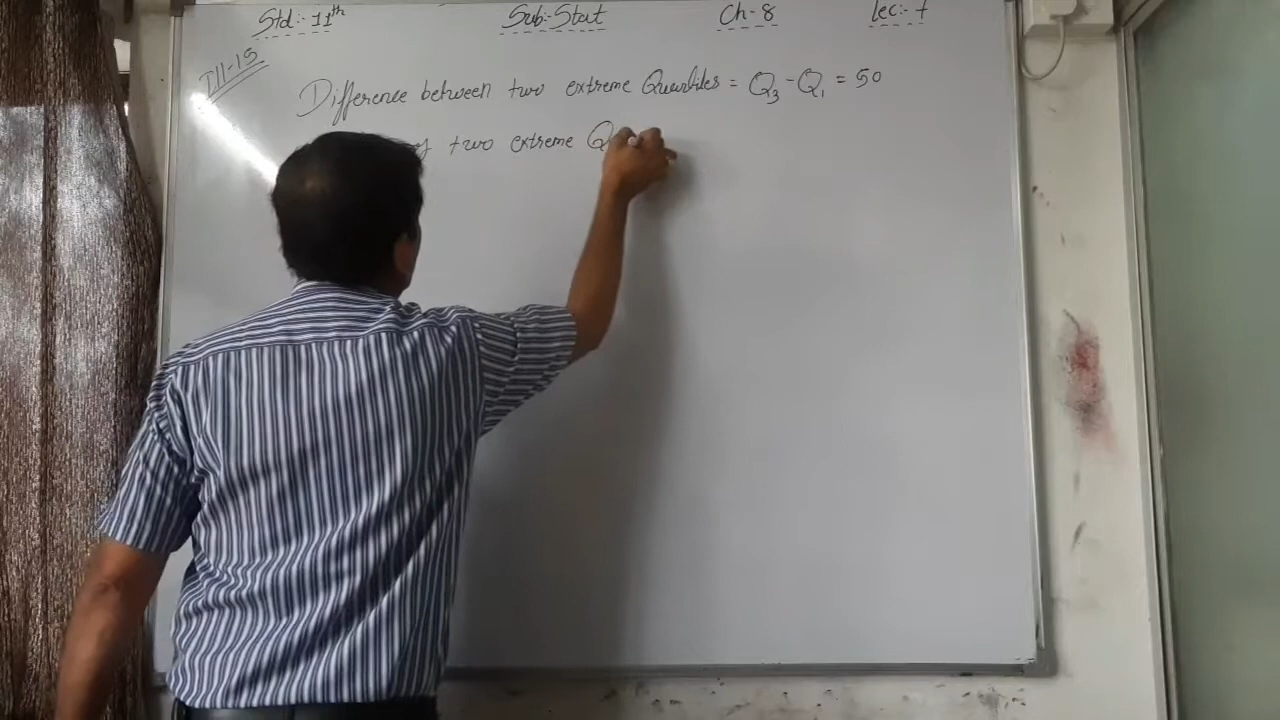 Std:- 11th Sub:- Stat Ch-8 Lec:- 7
Ill-15
Difference between two extreme Quartiles = Q3 - Q1 = 50
two extreme Q